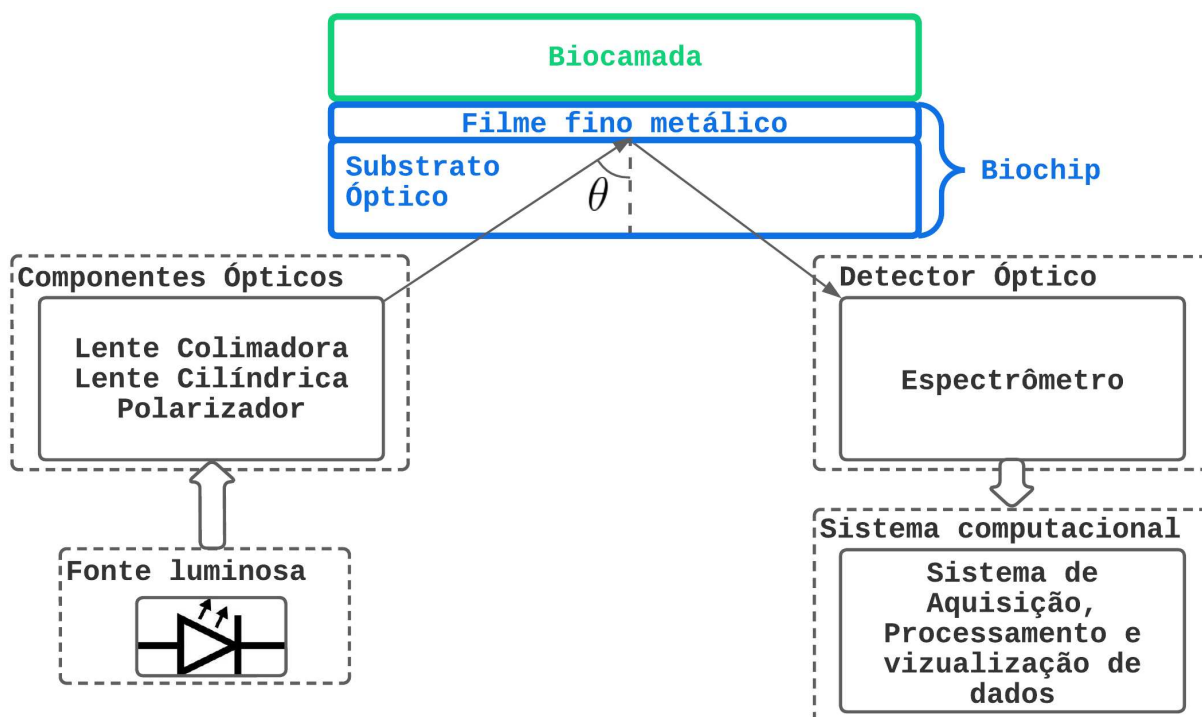 Biocamada
Filme fino metálico
Substrato
Óptico
θ
Biochip
Componentes Ópticos
Lente Colimadora
Lente Cilíndrica
Polarizador
Detector Óptico
Espectrômetro
Fonte luminosa
Sistema computacional
Sistema de
Aquisição,
Processamento e
vizualização de
dados